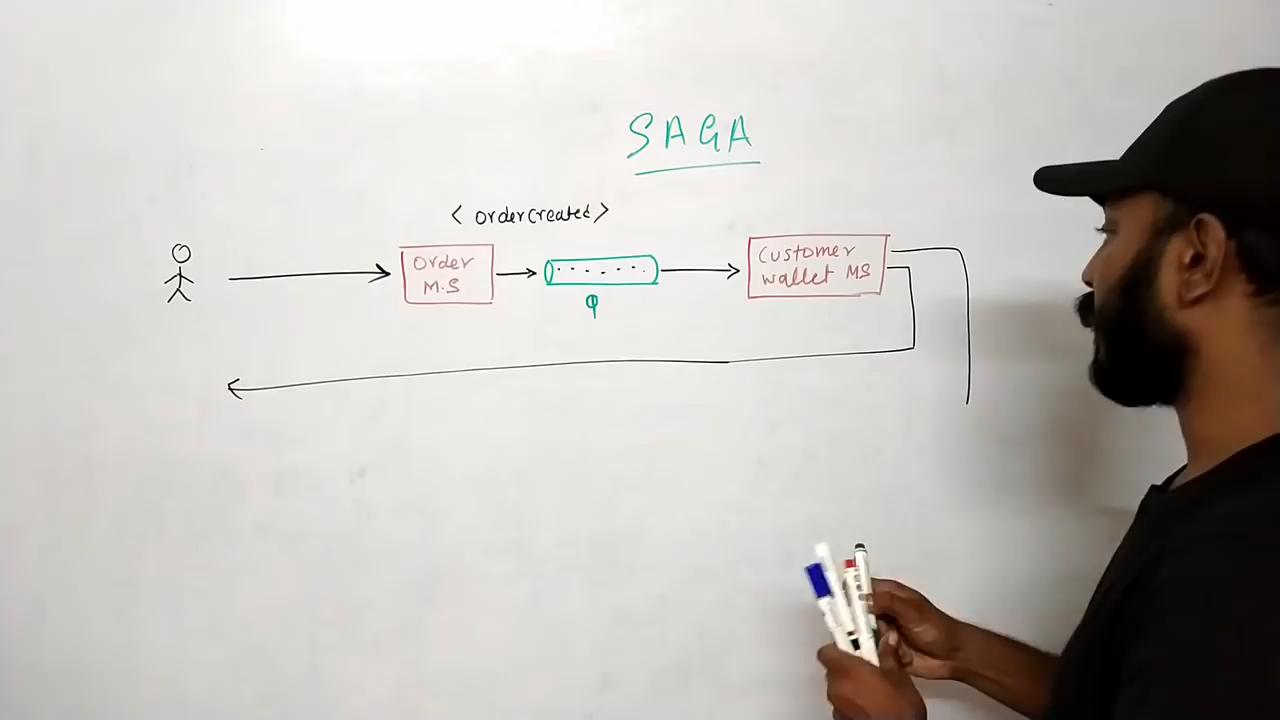 SAGA
< ordercreated >
Order
M.S
Q
Customer
wallet MS